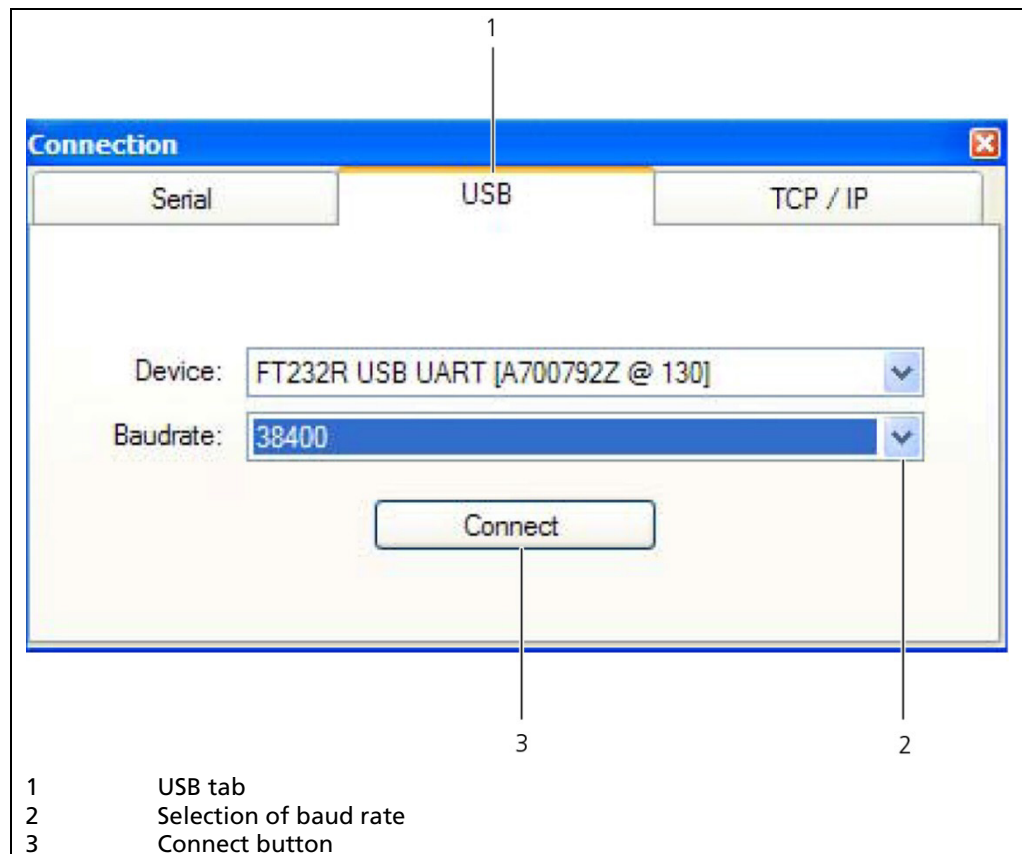 1
Connection
Serial USB TCP / IP
Device: FT232R USB UART [A700792Z @ 130]
Baudrate: 38400
Connect
3 2
1 USB tab
2 Selection of baud rate
3 Connect button